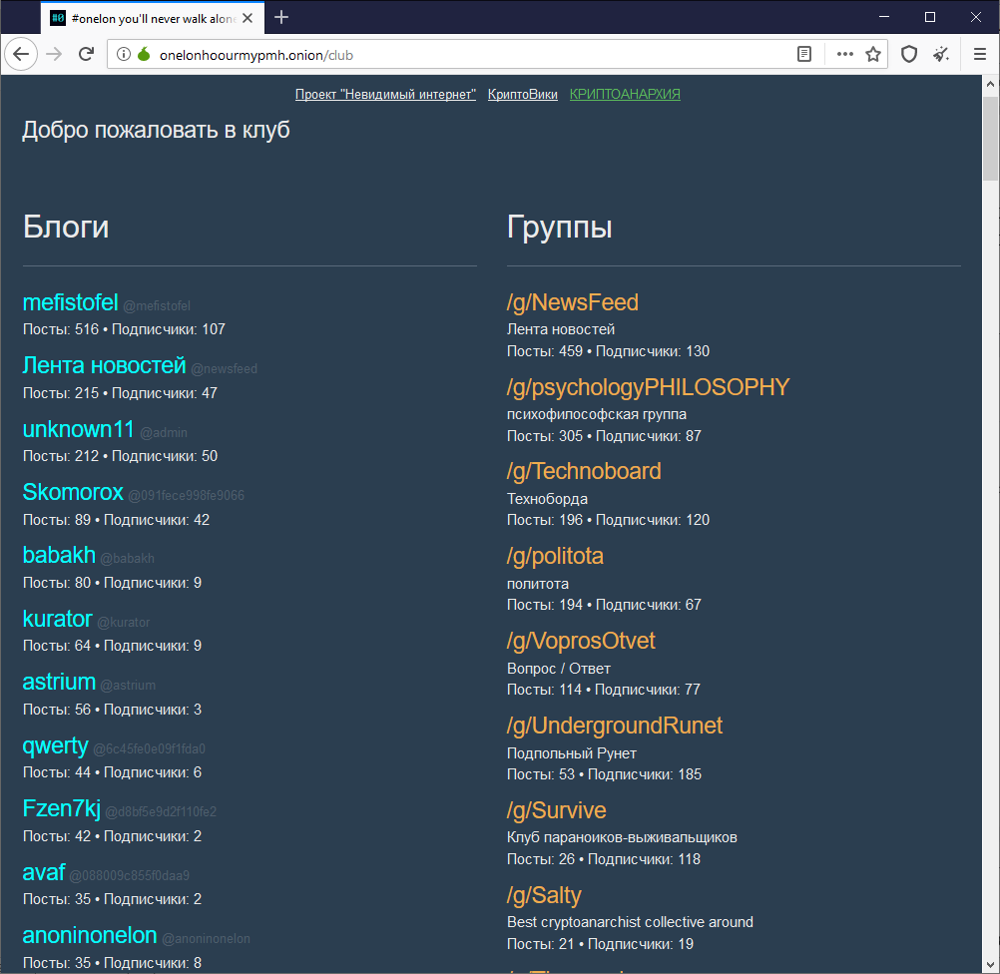 #onelon you'll never walk alone
onelonhoourmypmh.onion/club
Проект "Невидимый интернет" КриптоВики КРИПТОАНАРХИЯ
Добро пожаловать в клуб
Блоги
mefistofel @mefistofel
Посты: 516 • Подписчики: 107
Лента новостей @newsfeed
Посты: 215 • Подписчики: 47
unknown11 @admin
Посты: 212 • Подписчики: 50
Skomorox @091fece998fe9066
Посты: 89 • Подписчики: 42
babakh @babakh
Посты: 80 • Подписчики: 9
kurator @kurator
Посты: 64 • Подписчики: 9
astrium @astrium
Посты: 56 • Подписчики: 3
qwerty @6c45fe0e09f1fda0
Посты: 44 • Подписчики: 6
Fzen7kj @d8bf5e9d2f110fe2
Посты: 42 • Подписчики: 2
avaf @088009c855f0daa9
Посты: 35 • Подписчики: 2
anoninonelon @anoninonelon
Посты: 35 • Подписчики: 8
Группы
/g/NewsFeed
Лента новостей
Посты: 459 • Подписчики: 130
/g/psychologyPHILOSOPHY
психофилософская группа
Посты: 305 • Подписчики: 87
/g/Technoboard
Техноборда
Посты: 196 • Подписчики: 120
/g/politota
политота
Посты: 194 • Подписчики: 67
/g/VoprosOtvet
Вопрос / Ответ
Посты: 114 • Подписчики: 77
/g/UndergroundRunet
Подпольный Рунет
Посты: 53 • Подписчики: 185
/g/Survive
Клуб параноиков-выживальщиков
Посты: 26 • Подписчики: 118
/g/Salty
Best cryptoanarchist collective around
Посты: 21 • Подписчики: 19